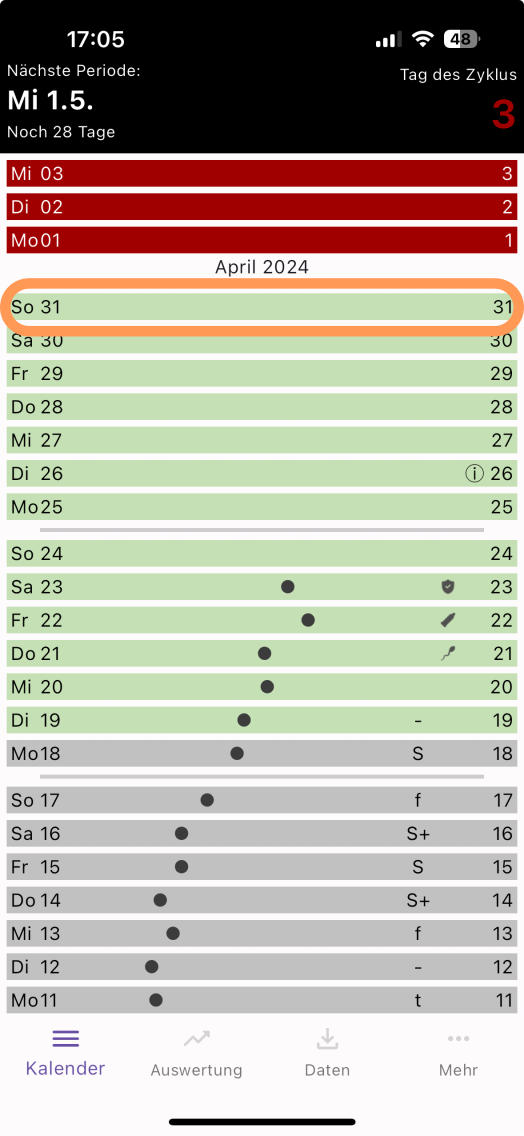 17:05
48
Nächste Periode:
Tag des Zyklus
Mi 1.5.
3
Noch 28 Tage
Mi 03 3
Di 02 2
Mo 01 1
April 2024
So 31 31
Sa 30 30
Fr 29 29
Do 28 28
Mi 27 27
Di 26 ⓘ 26
Mo 25 25
So 24 24
Sa 23 23
Fr 22 22
Do 21 21
Mi 20 20
Di 19 - 19
Mo 18 S 18
So 17 f 17
Sa 16 S+ 16
Fr 15 S 15
Do 14 S+ 14
Mi 13 f 13
Di 12 - 12
Mo 11 t 11
Kalender Auswertung Daten Mehr